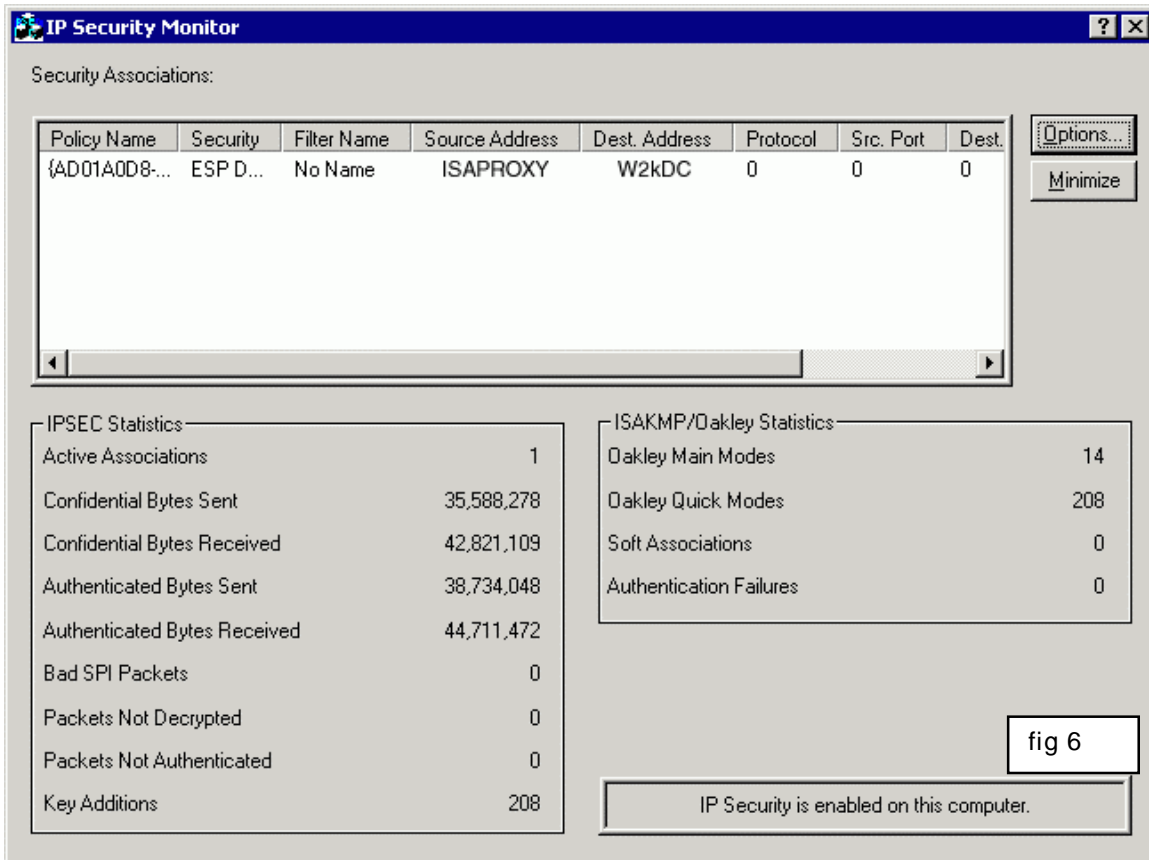 IP Security Monitor
Security Associations:
Policy Name Security Filter Name Source Address Dest. Address Protocol Src. Port Dest.
{AD01A0D8-... ESP D... No Name ISAPROXY W2kDC 0 0 0
Options...
Minimize
IPSEC Statistics
Active Associations 1
Confidential Bytes Sent 35,588,278
Confidential Bytes Received 42,821,109
Authenticated Bytes Sent 38,734,048
Authenticated Bytes Received 44,711,472
Bad SPI Packets 0
Packets Not Decrypted 0
Packets Not Authenticated 0
Key Additions 208
ISAKMP/Oakley Statistics
Oakley Main Modes 14
Oakley Quick Modes 208
Soft Associations 0
Authentication Failures 0
fig 6
IP Security is enabled on this computer.